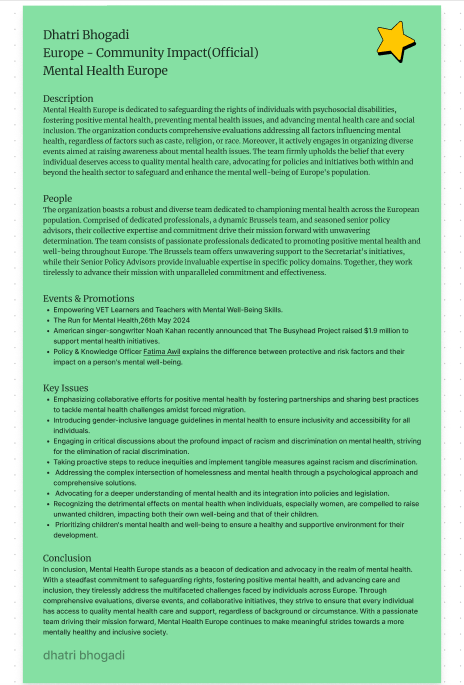 Dhatri Bhogadi
Europe - Community Impact(Official)
Mental Health Europe
Description
Mental Health Europe is dedicated to safeguarding the rights of individuals with psychosocial disabilities,
fostering positive mental health, preventing mental health issues, and advancing mental health care and social
inclusion. The organization conducts comprehensive evaluations addressing all factors influencing mental
health, regardless of factors such as caste, religion, or race. Moreover, it actively engages in organizing diverse
events aimed at raising awareness about mental health issues. The team firmly upholds the belief that every
individual deserves access to quality mental health care, advocating for policies and initiatives both within and
beyond the health sector to safeguard and enhance the mental well-being of Europe's population.
People
The organization boasts a robust and diverse team dedicated to championing mental health across the European
population. Comprised of dedicated professionals, a dynamic Brussels team, and seasoned senior policy
advisors, their collective expertise and commitment drive their mission forward with unwavering
determination. The team consists of passionate professionals dedicated to promoting positive mental health and
well-being throughout Europe. The Brussels team offers unwavering support to the Secretariat's initiatives,
while their Senior Policy Advisors provide invaluable expertise in specific policy domains. Together, they work
tirelessly to advance their mission with unparalleled commitment and effectiveness.
Events & Promotions
• Empowering VET Learners and Teachers with Mental Well-Being Skills.
• The Run for Mental Health,26th May 2024
• American singer-songwriter Noah Kahan recently announced that The Busyhead Project raised $1.9 million to
support mental health initiatives.
• Policy & Knowledge Officer Fatima Awil explains the difference between protective and risk factors and their
impact on a person's mental well-being.
Key Issues
• Emphasizing collaborative efforts for positive mental health by fostering partnerships and sharing best practices
to tackle mental health challenges amidst forced migration.
• Introducing gender-inclusive language guidelines in mental health to ensure inclusivity and accessibility for all
individuals.
• Engaging in critical discussions about the profound impact of racism and discrimination on mental health, striving
for the elimination of racial discrimination.
• Taking proactive steps to reduce inequities and implement tangible measures against racism and discrimination.
• Addressing the complex intersection of homelessness and mental health through a psychological approach and
comprehensive solutions.
• Advocating for a deeper understanding of mental health and its integration into policies and legislation.
• Recognizing the detrimental effects on mental health when individuals, especially women, are compelled to raise
unwanted children, impacting both their own well-being and that of their children.
• Prioritizing children's mental health and well-being to ensure a healthy and supportive environment for their
development.
Conclusion
In conclusion, Mental Health Europe stands as a beacon of dedication and advocacy in the realm of mental health.
With a steadfast commitment to safeguarding rights, fostering positive mental health, and advancing care and
inclusion, they tirelessly address the multifaceted challenges faced by individuals across Europe. Through
comprehensive evaluations, diverse events, and collaborative initiatives, they strive to ensure that every individual
has access to quality mental health care and support, regardless of background or circumstance. With a passionate
team driving their mission forward, Mental Health Europe continues to make meaningful strides towards a more
mentally healthy and inclusive society.
dhatri bhogadi